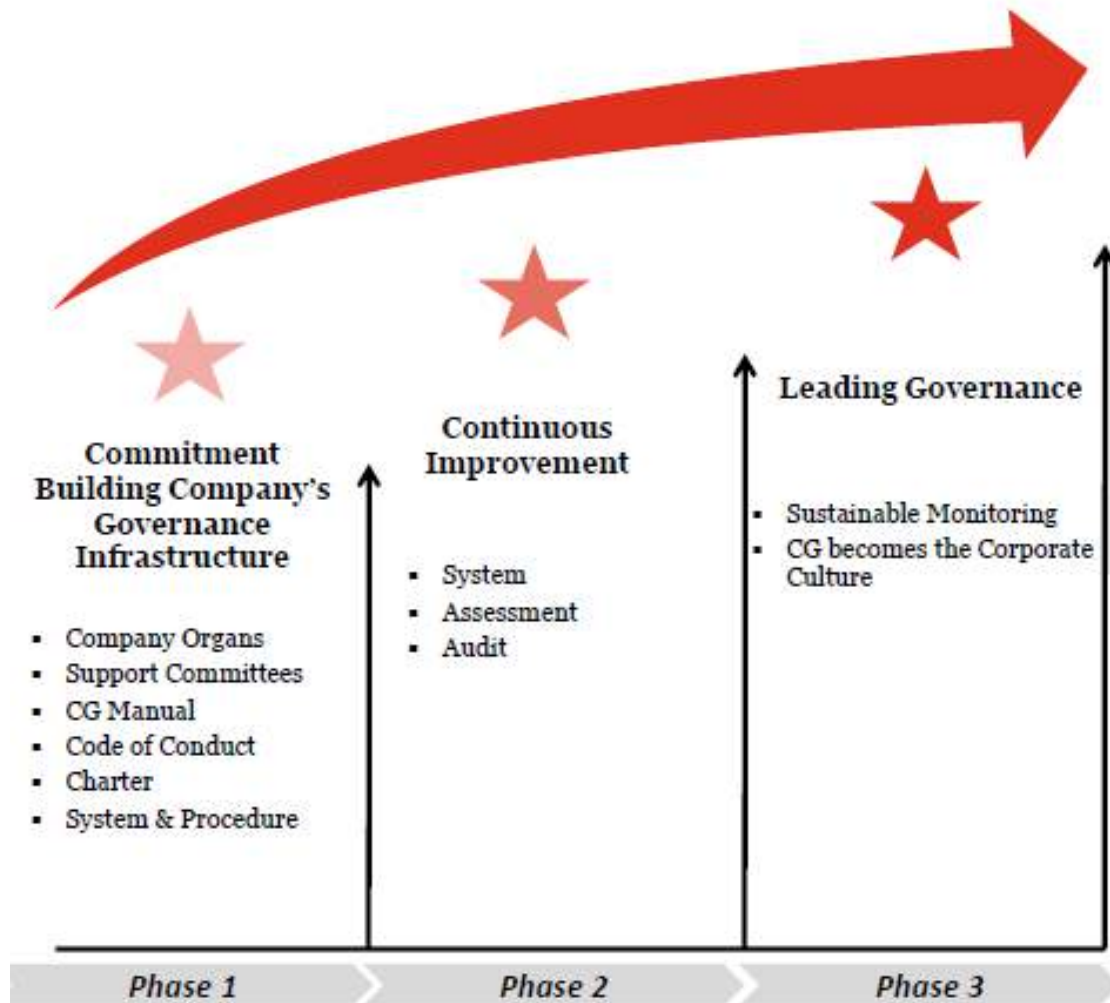 Commitment
Building Company's
Governance
Infrastructure
▪ Company Organs
▪ Support Committees
▪ CG Manual
▪ Code of Conduct
▪ Charter
▪ System & Procedure
Continuous
Improvement
▪ System
▪ Assessment
▪ Audit
Leading Governance
▪ Sustainable Monitoring
▪ CG becomes the Corporate
Culture
Phase 1
Phase 2
Phase 3